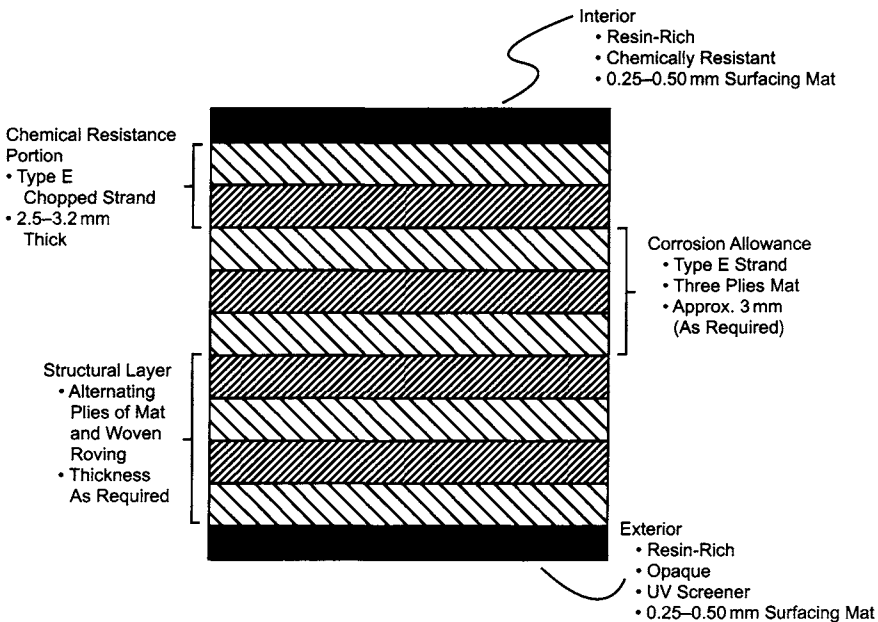 Interior
• Resin-Rich
• Chemically Resistant
• 0.25–0.50 mm Surfacing Mat
Chemical Resistance
Portion
• Type E
Chopped Strand
• 2.5–3.2 mm
Thick
Corrosion Allowance
• Type E Strand
• Three Plies Mat
• Approx. 3 mm
(As Required)
Structural Layer
• Alternating
Plies of Mat
and Woven
Roving
• Thickness
As Required
Exterior
• Resin-Rich
• Opaque
• UV Screener
• 0.25–0.50 mm Surfacing Mat